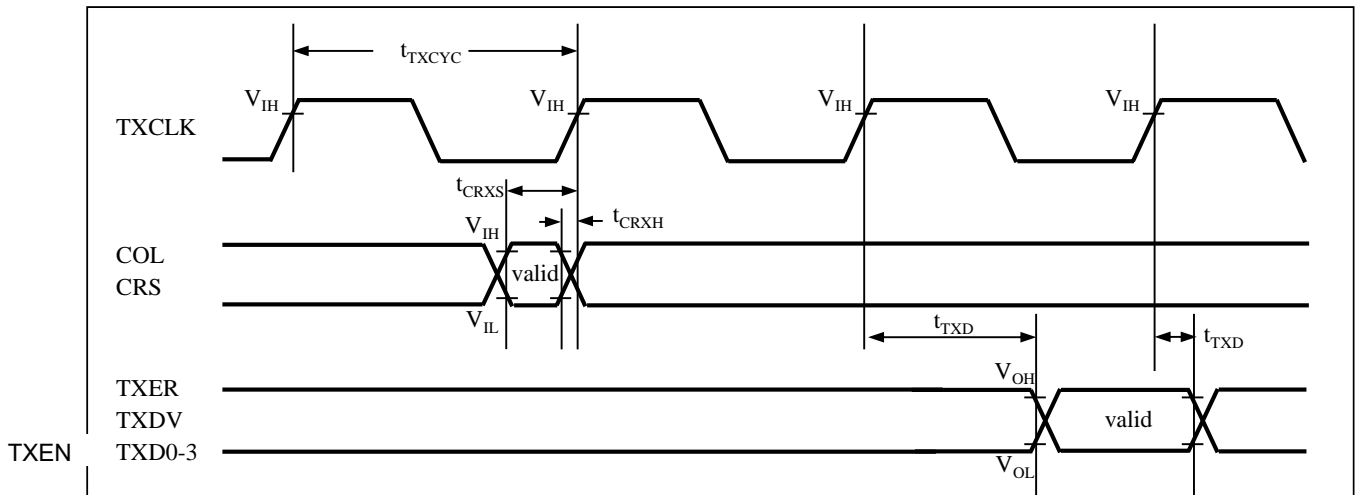 tTXCYC
VIH VIH VIH VIH
TXCLK
tCRXS
VIH tCRXH
COL
valid
CRS
VIL
tTXD tTXD
TXER VOH
TXDV valid
TXEN TXD0-3
VOL